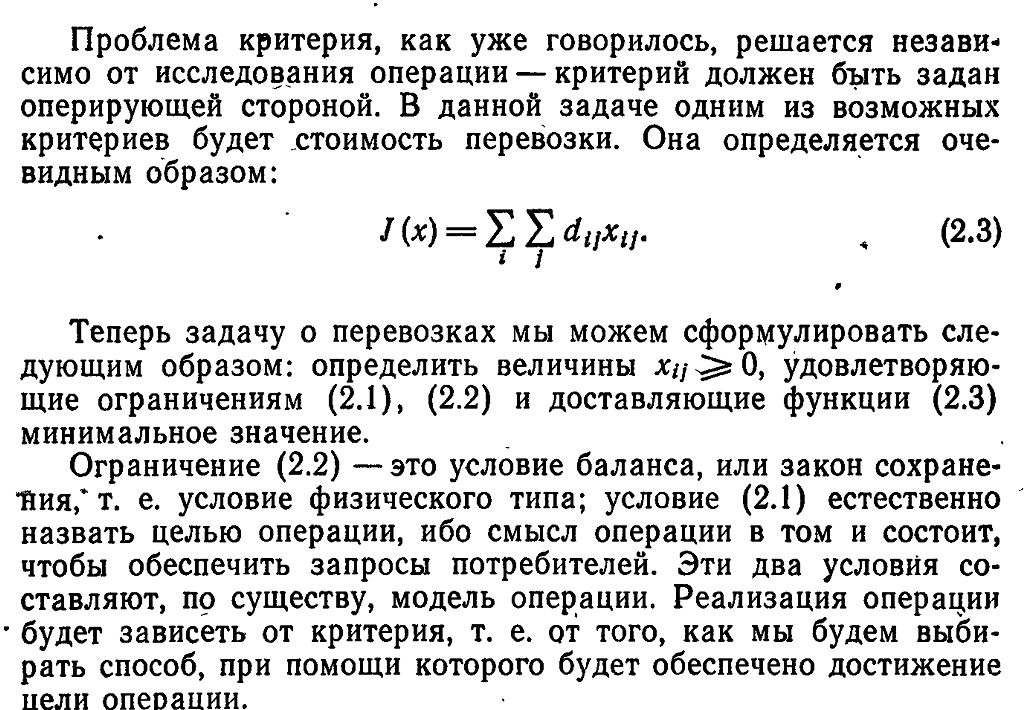 Проблема критерия, как уже говорилось, решается незави-
симо от исследования операции — критерий должен быть задан
оперирующей стороной. В данной задаче одним из возможных
критериев будет стоимость перевозки. Она определяется оче-
видным образом:
J (x) = ∑ ∑ d_{ij}x_{ij}. (2.3)
i j
Теперь задачу о перевозках мы можем сформулировать сле-
дующим образом: определить величины x_{ij} ⩾ 0, удовлетворяю-
щие ограничениям (2.1), (2.2) и доставляющие функции (2.3)
минимальное значение.
Ограничение (2.2) — это условие баланса, или закон сохране-
ния, т. е. условие физического типа; условие (2.1) естественно
назвать целью операции, ибо смысл операции в том и состоит,
чтобы обеспечить запросы потребителей. Эти два условия со-
ставляют, по существу, модель операции. Реализация операции
будет зависеть от критерия, т. е. от того, как мы будем выби-
рать способ, при помощи которого будет обеспечено достижение
цели операции.